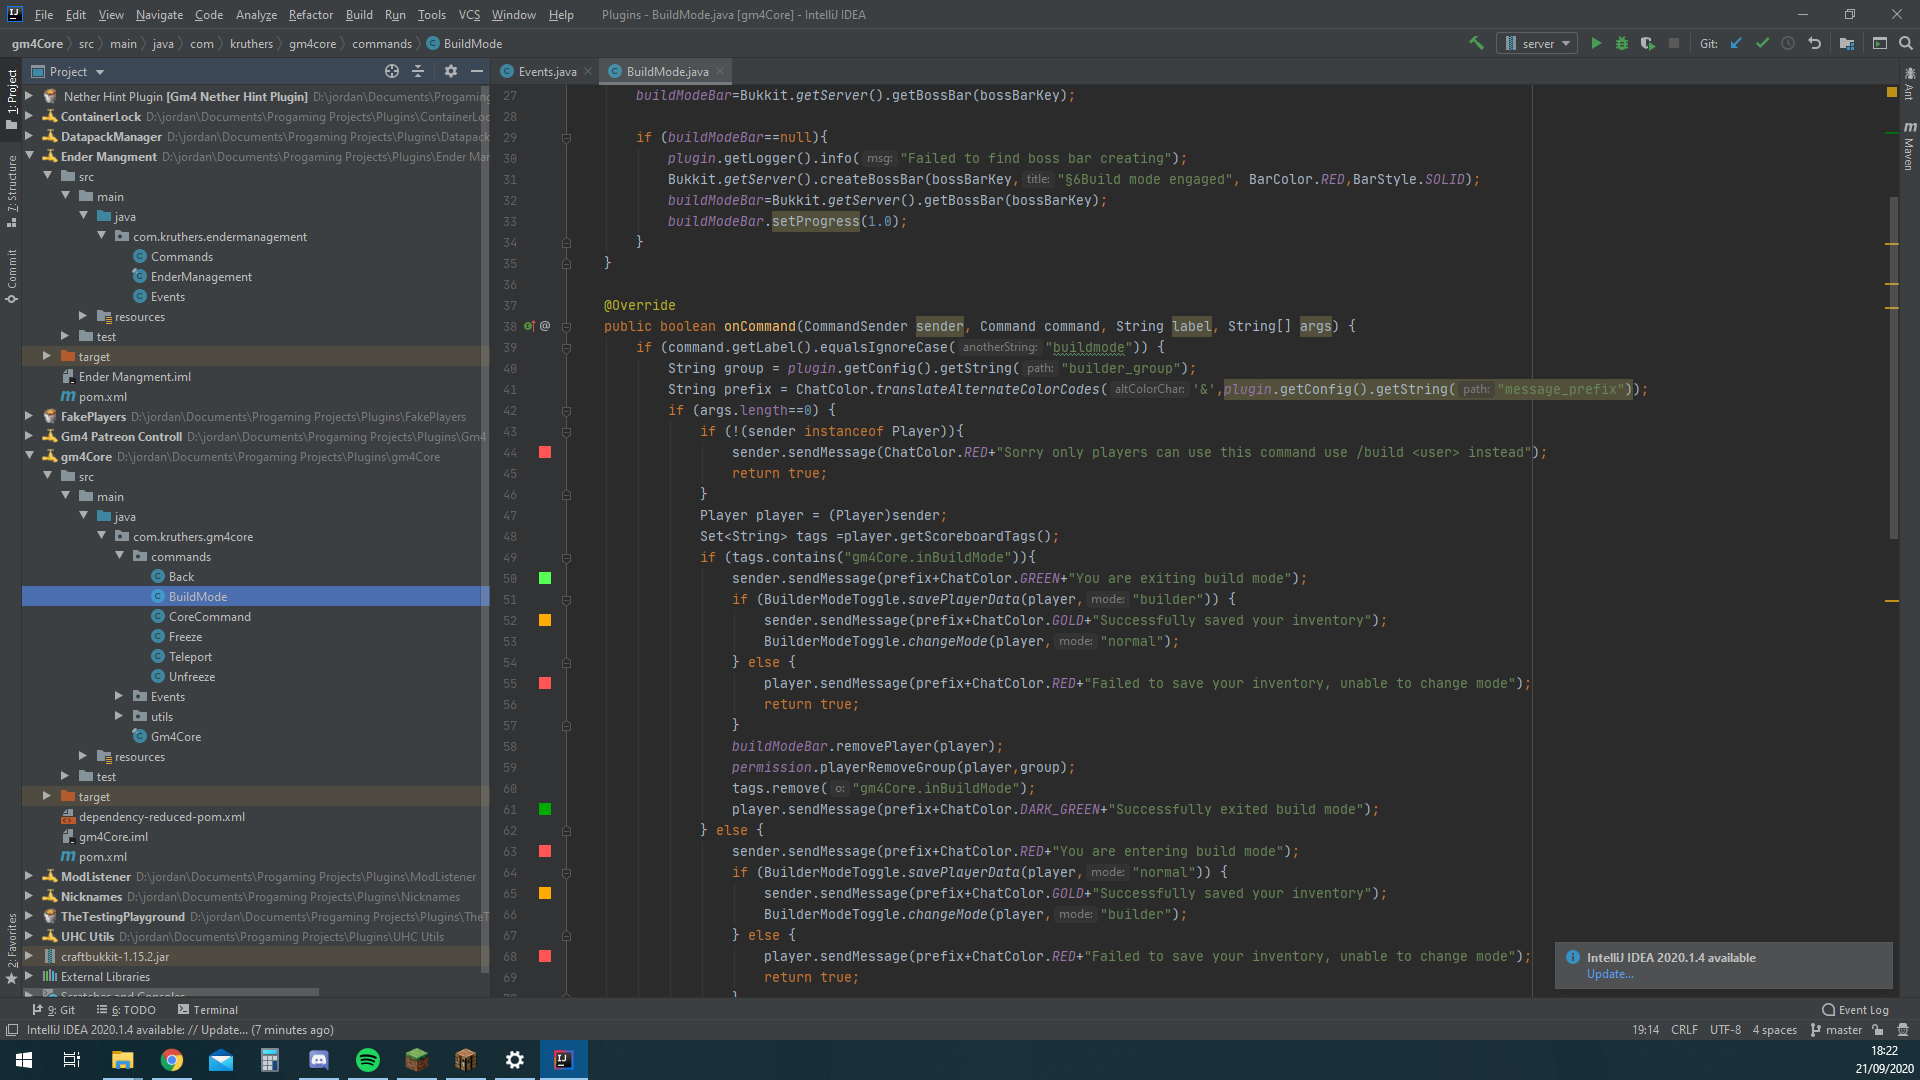 File Edit View Navigate Code Analyze Refactor Build Run Tools VCS Window Help Plugins - BuildMode.java [gm4Core] - IntelliJ IDEA
gm4Core src main java com kruthers gm4core commands BuildMode
server Git:
Project
Events.java BuildMode.java
1: Project
7: Structure
Commit
2: Favorites
Ant
Maven
Nether Hint Plugin [Gm4 Nether Hint Plugin] D:\jordan\Documents\Progaming
ContainerLock D:\jordan\Documents\Progaming Projects\Plugins\ContainerLoc
DatapackManager D:\jordan\Documents\Progaming Projects\Plugins\Datapack
Ender Mangment D:\jordan\Documents\Progaming Projects\Plugins\Ender Mar
src
main
java
com.kruthers.endermanagement
Commands
EnderManagement
Events
resources
test
target
Ender Mangment.iml
pom.xml
FakePlayers D:\jordan\Documents\Progaming Projects\Plugins\FakePlayers
Gm4 Patreon Controll D:\jordan\Documents\Progaming Projects\Plugins\Gm4
gm4Core D:\jordan\Documents\Progaming Projects\Plugins\gm4Core
src
main
java
com.kruthers.gm4core
commands
Back
BuildMode
CoreCommand
Freeze
Teleport
Unfreeze
Events
utils
Gm4Core
resources
test
target
dependency-reduced-pom.xml
gm4Core.iml
pom.xml
ModListener D:\jordan\Documents\Progaming Projects\Plugins\ModListener
Nicknames D:\jordan\Documents\Progaming Projects\Plugins\Nicknames
TheTestingPlayground D:\jordan\Documents\Progaming Projects\Plugins\TheT
UHC Utils D:\jordan\Documents\Progaming Projects\Plugins\UHC Utils
craftbukkit-1.15.2.jar
External Libraries
Scratches and Consoles
27 buildModeBar=Bukkit.getServer().getBossBar(bossBarKey);
28
29 if (buildModeBar==null){
30 plugin.getLogger().info( msg: "Failed to find boss bar creating");
31 Bukkit.getServer().createBossBar(bossBarKey, title: "§6Build mode engaged", BarColor.RED,BarStyle.SOLID);
32 buildModeBar=Bukkit.getServer().getBossBar(bossBarKey);
33 buildModeBar.setProgress(1.0);
34 }
35 }
36
37 @Override
38 @ public boolean onCommand(CommandSender sender, Command command, String label, String[] args) {
39 if (command.getLabel().equalsIgnoreCase( anotherString: "buildmode")) {
40 String group = plugin.getConfig().getString( path: "builder_group");
41 String prefix = ChatColor.translateAlternateColorCodes( altColorChar: '&',plugin.getConfig().getString( path: "message_prefix"));
42 if (args.length==0) {
43 if (!(sender instanceof Player)){
44 sender.sendMessage(ChatColor.RED+"Sorry only players can use this command use /build <user> instead");
45 return true;
46 }
47 Player player = (Player)sender;
48 Set<String> tags =player.getScoreboardTags();
49 if (tags.contains("gm4Core.inBuildMode")){
50 sender.sendMessage(prefix+ChatColor.GREEN+"You are exiting build mode");
51 if (BuilderModeToggle.savePlayerData(player, mode: "builder")) {
52 sender.sendMessage(prefix+ChatColor.GOLD+"Successfully saved your inventory");
53 BuilderModeToggle.changeMode(player, mode: "normal");
54 } else {
55 player.sendMessage(prefix+ChatColor.RED+"Failed to save your inventory, unable to change mode");
56 return true;
57 }
58 buildModeBar.removePlayer(player);
59 permission.playerRemoveGroup(player,group);
60 tags.remove( o: "gm4Core.inBuildMode");
61 player.sendMessage(prefix+ChatColor.DARK_GREEN+"Successfully exited build mode");
62 } else {
63 sender.sendMessage(prefix+ChatColor.RED+"You are entering build mode");
64 if (BuilderModeToggle.savePlayerData(player, mode: "normal")) {
65 sender.sendMessage(prefix+ChatColor.GOLD+"Successfully saved your inventory");
66 BuilderModeToggle.changeMode(player, mode: "builder");
67 } else {
68 player.sendMessage(prefix+ChatColor.RED+"Failed to save your inventory, unable to change mode");
69 return true;
IntelliJ IDEA 2020.1.4 available
Update...
9: Git 6: TODO Terminal Event Log
IntelliJ IDEA 2020.1.4 available: // Update... (7 minutes ago) 19:14 CRLF UTF-8 4 spaces master
18:22
21/09/2020